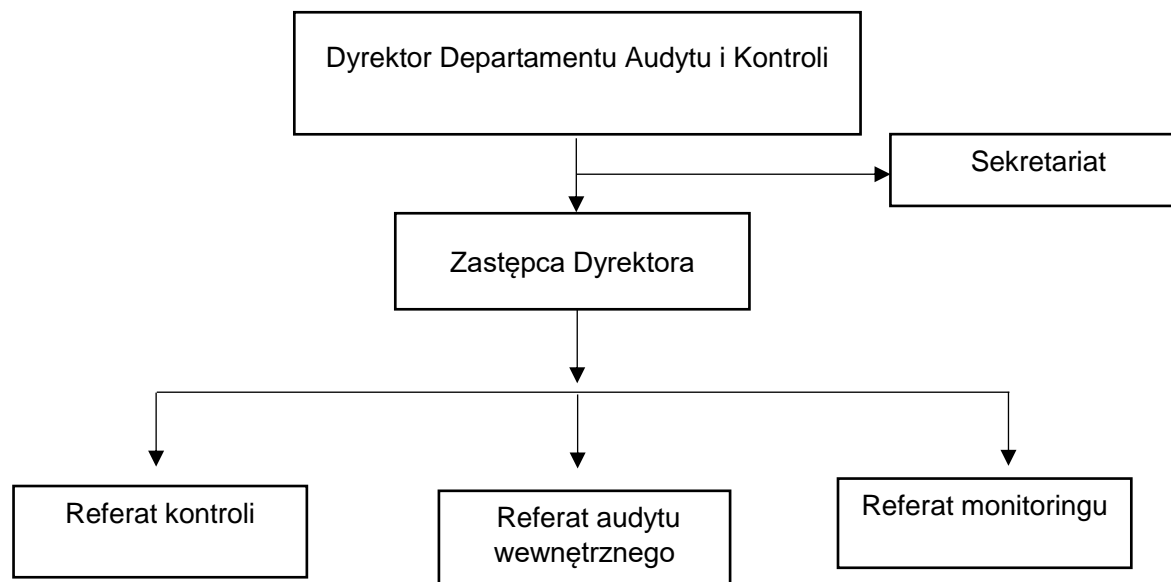 Dyrektor Departamentu Audytu i Kontroli
Sekretariat
Zastępca Dyrektora
Referat kontroli
Referat audytu
wewnętrznego
Referat monitoringu